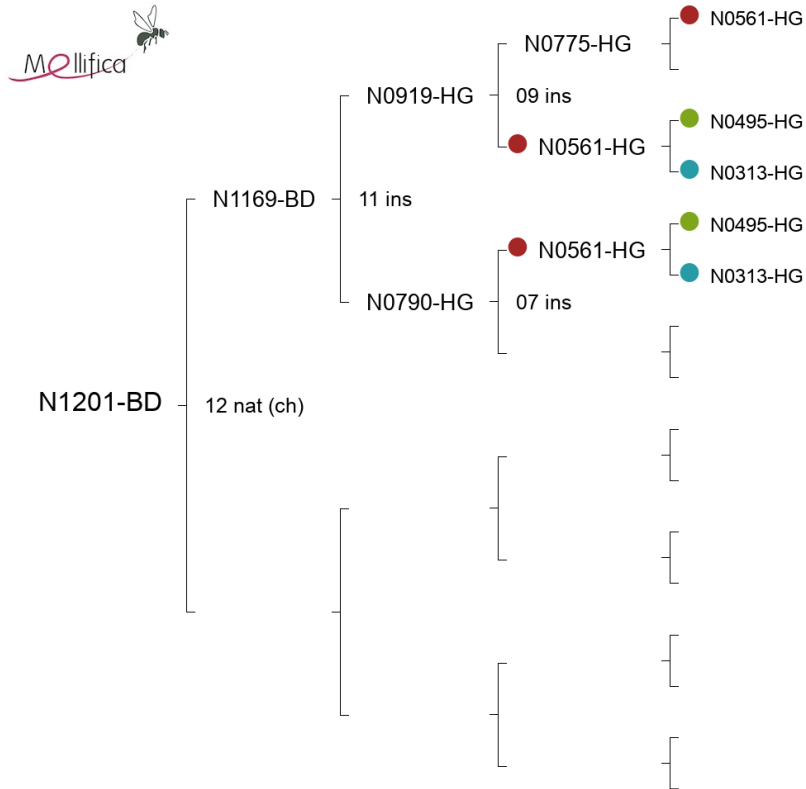 Mellifica
N0561-HG
N0775-HG
N0919-HG
09 ins
N0495-HG
N0561-HG
N0313-HG
N1169-BD
11 ins
N0495-HG
N0561-HG
N0313-HG
N0790-HG
07 ins
N1201-BD
12 nat (ch)